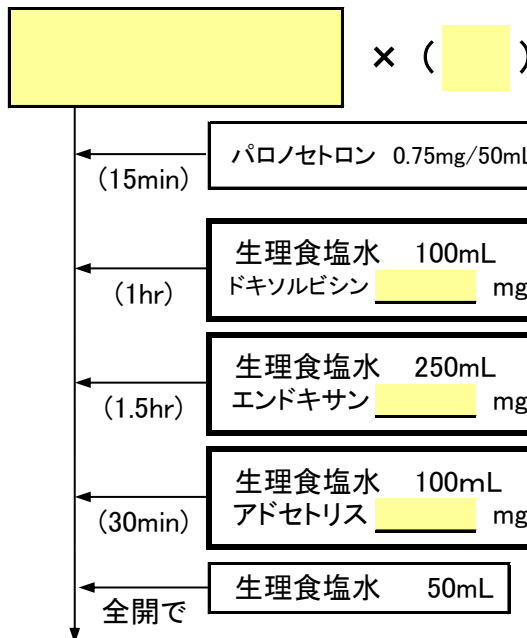 × ( )
パロノセトロン 0.75mg/50mL
(15min)
生理食塩水 100mL
ドキソルビシン mg
(1hr)
生理食塩水 250mL
エンドキサン mg
(1.5hr)
生理食塩水 100mL
アドセトリス mg
(30min)
生理食塩水 50mL
全開で